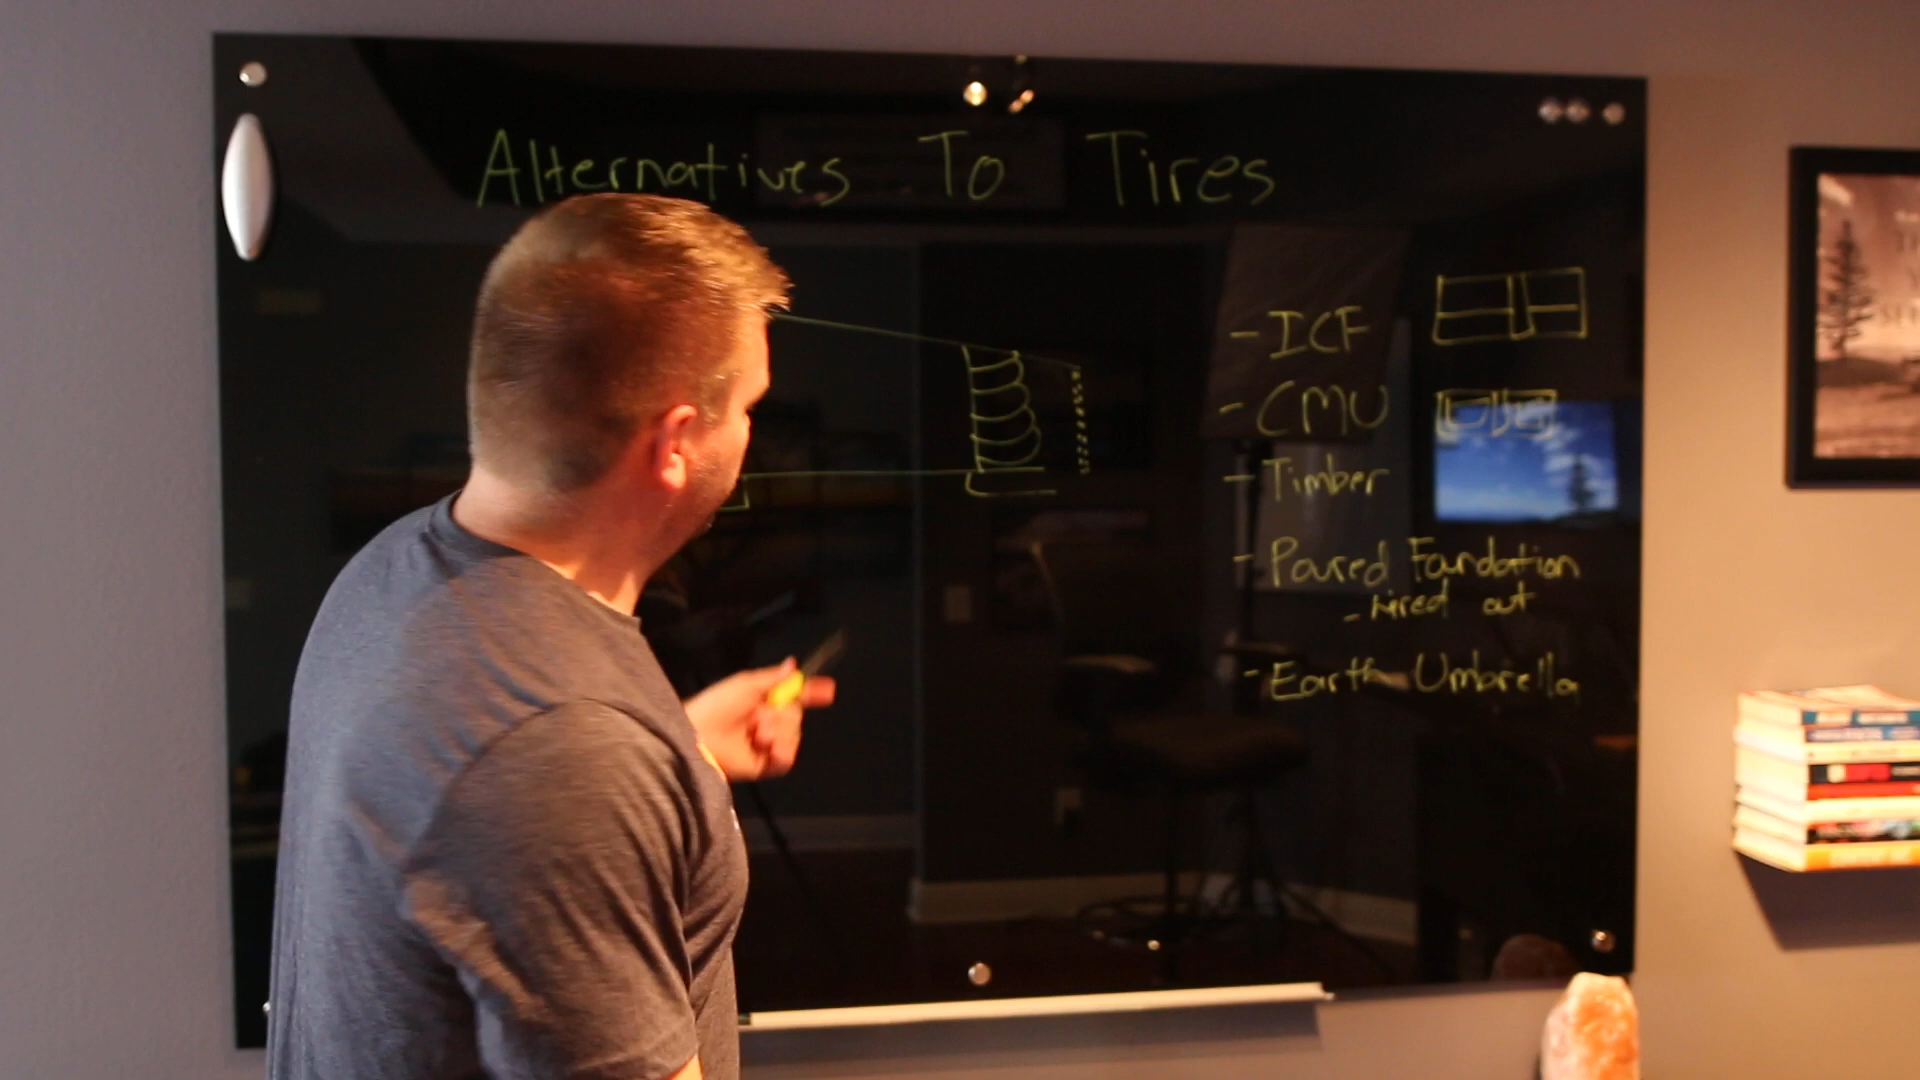 Alternatives To Tires
- ICF
- CMU
- Timber
- Poured Foundation
- hired out
- Earth Umbrella